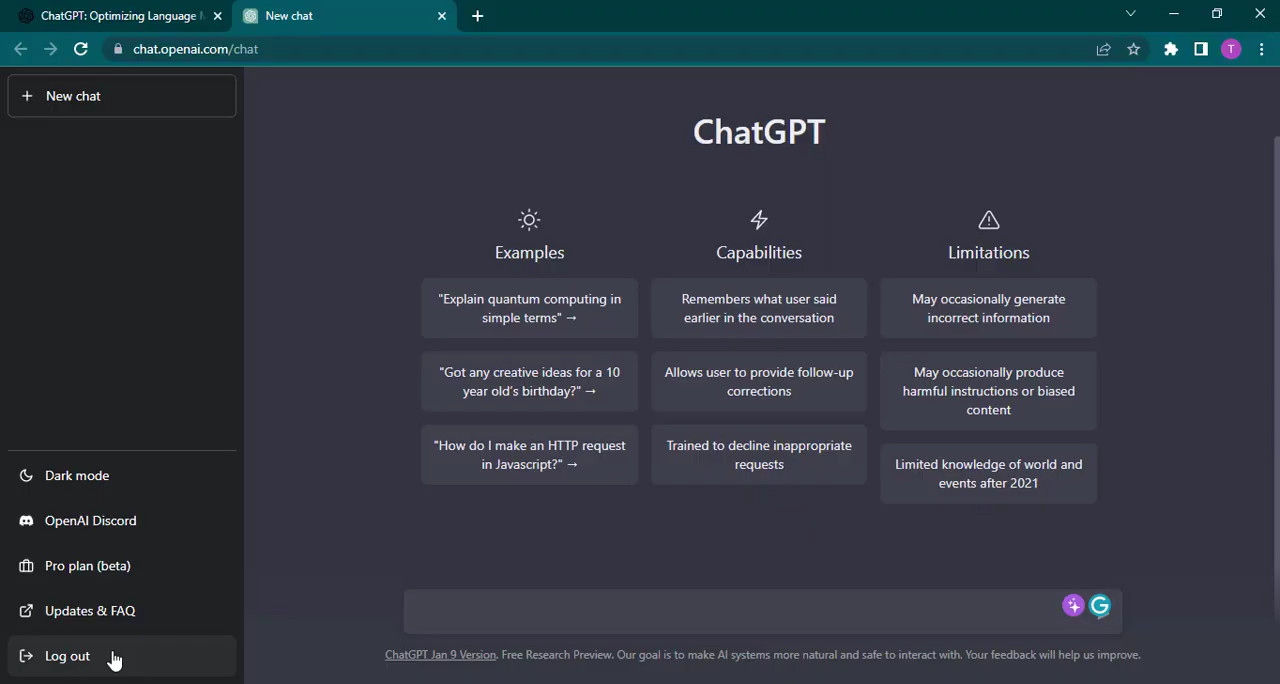 ChatGPT: Optimizing Language
New chat
chat.openai.com/chat
T
New chat
ChatGPT
Examples
Capabilities
Limitations
"Explain quantum computing in
simple terms" →
Remembers what user said
earlier in the conversation
May occasionally generate
incorrect information
"Got any creative ideas for a 10
year old's birthday?" →
Allows user to provide follow-up
corrections
May occasionally produce
harmful instructions or biased
content
"How do I make an HTTP request
in Javascript?" →
Trained to decline inappropriate
requests
Limited knowledge of world and
events after 2021
Dark mode
OpenAI Discord
Pro plan (beta)
Updates & FAQ
Log out
G
ChatGPT Jan 9 Version. Free Research Preview. Our goal is to make AI systems more natural and safe to interact with. Your feedback will help us improve.